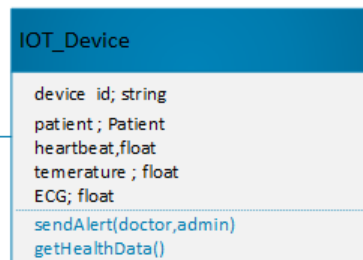 IOT_Device
device id; string
patient ; Patient
heartbeat,float
temerature ; float
ECG; float
sendAlert(doctor,admin)
getHealthData()